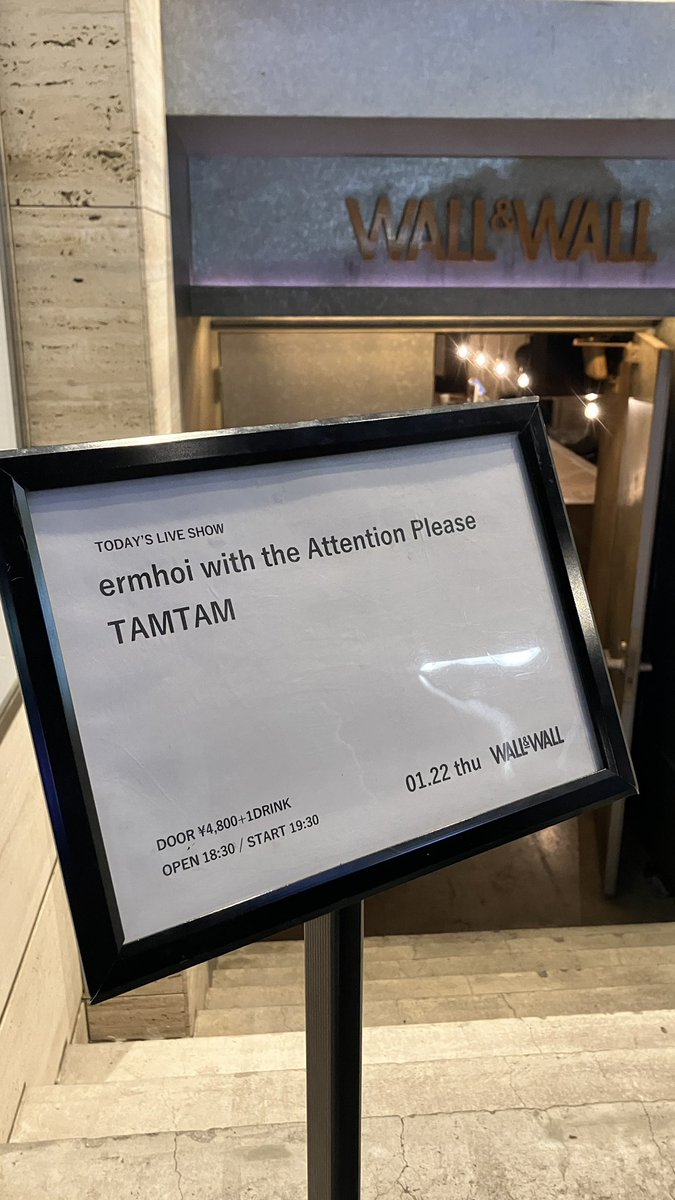 WALL&WALL
TODAY'S LIVE SHOW
ermhoi with the Attention Please
TAMTAM
01.22 thu WALL&WALL
DOOR ¥4,800+1DRINK
OPEN 18:30 / START 19:30